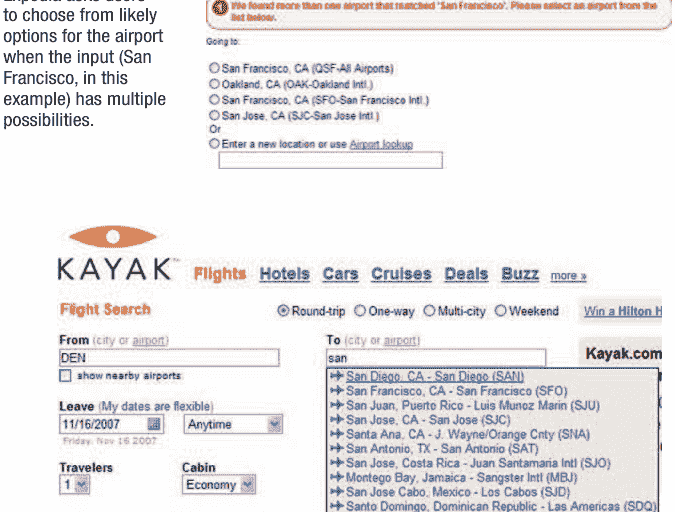 Expedia asks users
to choose from likely
options for the airport
when the input (San
Francisco, in this
example) has multiple
possibilities.
We found more than one airport that matched 'San Francisco'. Please select an airport from the
list below.
Going to:
San Francisco, CA (QSF-All Airports)
Oakland, CA (OAK-Oakland Intl.)
San Francisco, CA (SFO-San Francisco Intl.)
San Jose, CA (SJC-San Jose Intl.)
Or
Enter a new location or use Airport lookup
KAYAK™ Flights Hotels Cars Cruises Deals Buzz more »
Flight Search Round-trip One-way Multi-city Weekend Win a Hilton H
From (city or airport) To (city or airport)
DEN san
show nearby airports
Kayak.com
San Diego, CA - San Diego (SAN)
San Francisco, CA - San Francisco (SFO)
San Juan, Puerto Rico - Luis Munoz Marin (SJU)
San Jose, CA - San Jose (SJC)
Santa Ana, CA - J. Wayne/Orange Cnty (SNA)
San Antonio, TX - San Antonio (SAT)
San Jose, Costa Rica - Juan Santamaria Intl (SJO)
Montego Bay, Jamaica - Sangster Intl (MBJ)
San Jose Cabo, Mexico - Los Cabos (SJD)
Santo Domingo, Dominican Republic - Las Americas (SDQ)
Leave (My dates are flexible)
11/16/2007 Anytime
Friday, Nov 16 2007
Travelers Cabin
1 Economy